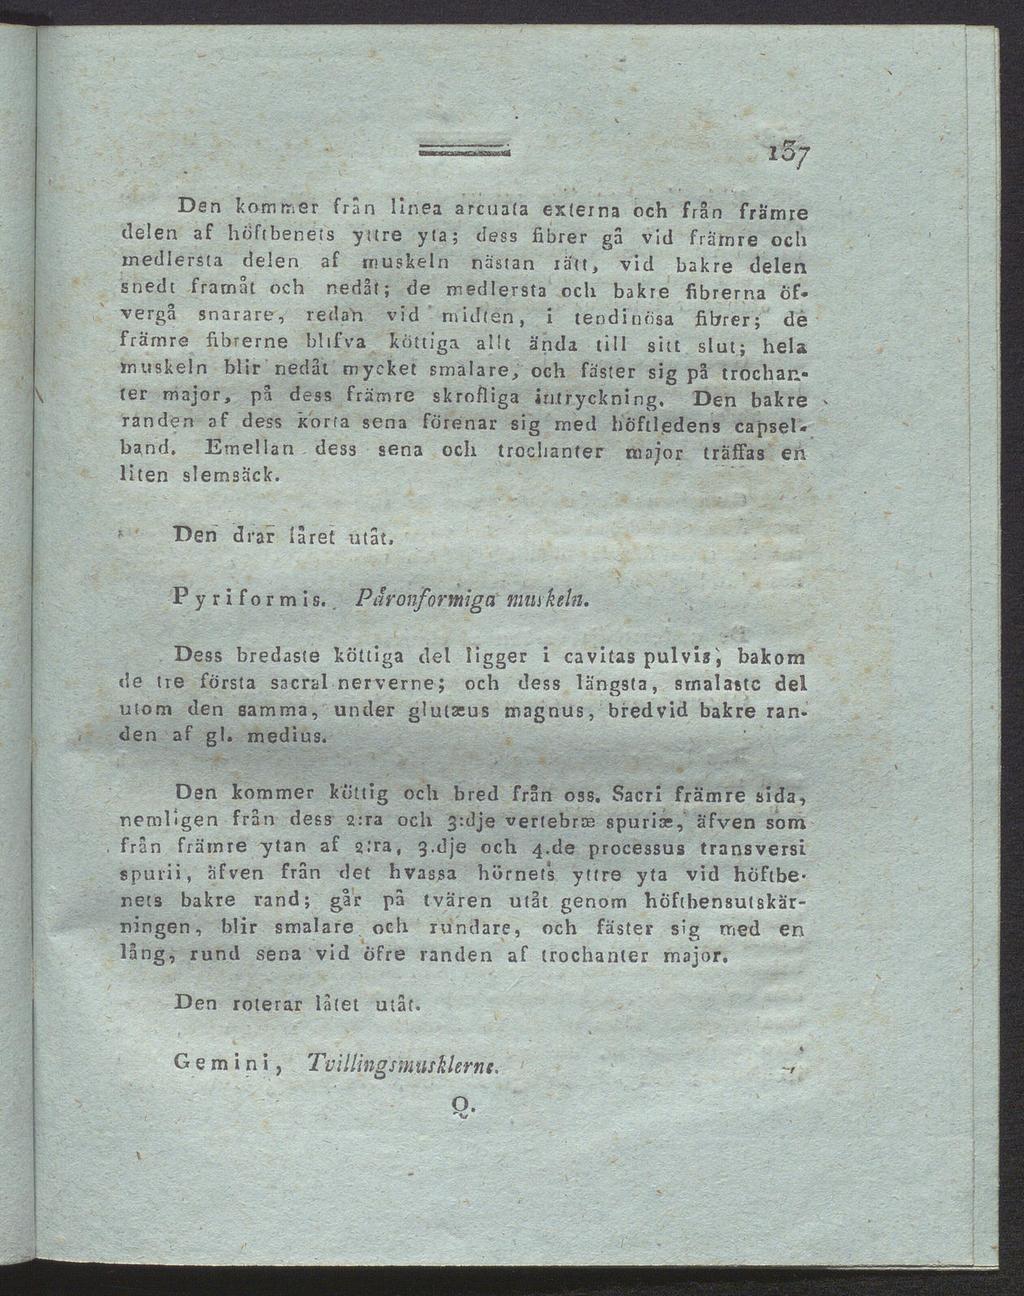 137
Den kommer från linea arcuata externa och från främre
delen af höftbenets yttre yta; dess fibrer gå vid främre och
medlersta delen af muskeln nästan rätt, vid bakre delen
snedt framåt och nedåt; de medlersta och bakre fibrerna öf-
vergå snarare, redan vid midten, i tendinösa fibrer; de
främre fibrerne blifva köttiga allt ända till sitt slut; hela
muskeln blir nedåt mycket smalare, och fäster sig på trochan-
ter major, på dess främre skrofliga intryckning. Den bakre
randen af dess korta sena förenar sig med höftledens capsel-
band. Emellan dess sena och trochanter major träffas en
liten slemsäck.
Den drar låret utåt.
Pyriformis. Päronformiga muskeln.
Dess bredaste köttiga del ligger i cavitas pulvis, bakom
de tre första sacral nerverne; och dess längsta, smalaste del
utom den samma, under glutæus magnus, bredvid bakre ran-
den af gl. medius.
Den kommer köttig och bred från oss. Sacri främre sida,
nemligen från dess 2:ra och 3:dje vertebræ spuriæ, äfven som
från främre ytan af 2:ra, 3.dje och 4.de processus transversi
spurii, äfven från det hvassa hörnets yttre yta vid höftbe-
nets bakre rand; går på tvären utåt genom höftbensutskär-
ningen, blir smalare och rundare, och fäster sig med en
lång, rund sena vid öfre randen af trochanter major.
Den roterar låtet utåt.
Gemini, Tvillingsmusklerne.
Q.